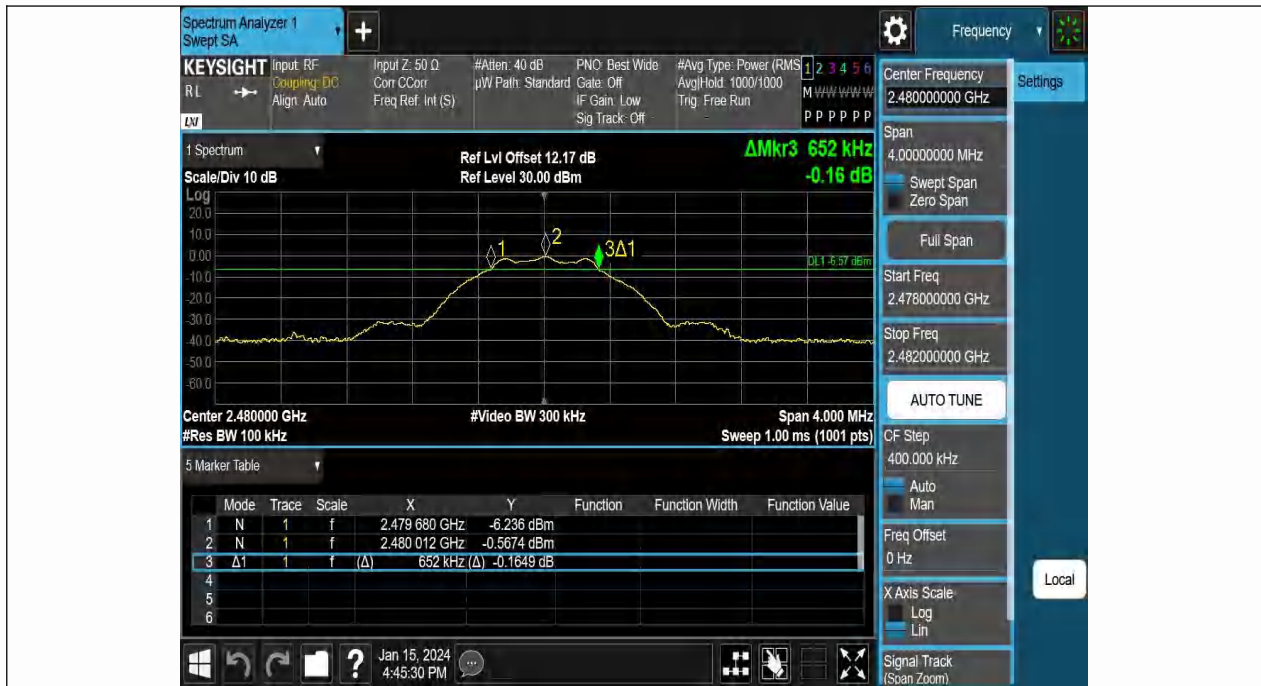 Spectrum Analyzer 1
Swept SA
+
Frequency
KEYSIGHT
RL
LXI
Input: RF
Coupling: DC
Align: Auto
Input Z: 50 Ω
Corr CCorr
Freq Ref: Int (S)
#Atten: 40 dB
µW Path: Standard
PNO: Best Wide
Gate: Off
IF Gain: Low
Sig Track: Off
#Avg Type: Power (RMS
Avg|Hold: 1000/1000
Trig: Free Run
1 2 3 4 5 6
M W W W W W
P P P P P P
1 Spectrum
Scale/Div 10 dB
Ref Lvl Offset 12.17 dB
Ref Level 30.00 dBm
ΔMkr3 652 kHz
-0.16 dB
Log
20.0
10.0
0.00
-10.0
-20.0
-30.0
-40.0
-50.0
-60.0
1
2
3Δ1
DL1 -6.57 dBm
Center 2.480000 GHz
#Video BW 300 kHz
Span 4.000 MHz
#Res BW 100 kHz
Sweep 1.00 ms (1001 pts)
5 Marker Table
Mode Trace Scale X Y Function Function Width Function Value
1 N 1 f 2.479 680 GHz -6.236 dBm
2 N 1 f 2.480 012 GHz -0.5674 dBm
3 Δ1 1 f (Δ) 652 kHz (Δ) -0.1649 dB
4
5
6
?
Jan 15, 2024
4:45:30 PM
Center Frequency
2.480000000 GHz
Settings
Span
4.00000000 MHz
Swept Span
Zero Span
Full Span
Start Freq
2.478000000 GHz
Stop Freq
2.482000000 GHz
AUTO TUNE
CF Step
400.000 kHz
Auto
Man
Freq Offset
0 Hz
X Axis Scale
Log
Lin
Local
Signal Track
(Span Zoom)